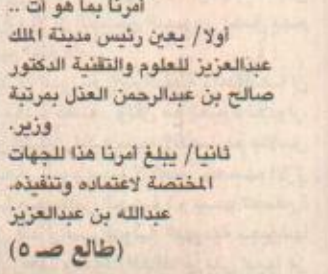 أمرنا بما هو آت ..
أولا/ يعين رئيس مدينة الملك
عبدالعزيز للعلوم والتقنية الدكتور
صالح بن عبدالرحمن العذل بمرتبة
وزير.
ثانيا/ يبلغ أمرنا هذا للجهات
المختصة لاعتماده وتنفيذه.
عبدالله بن عبدالعزيز
(طالع صـ ٥)